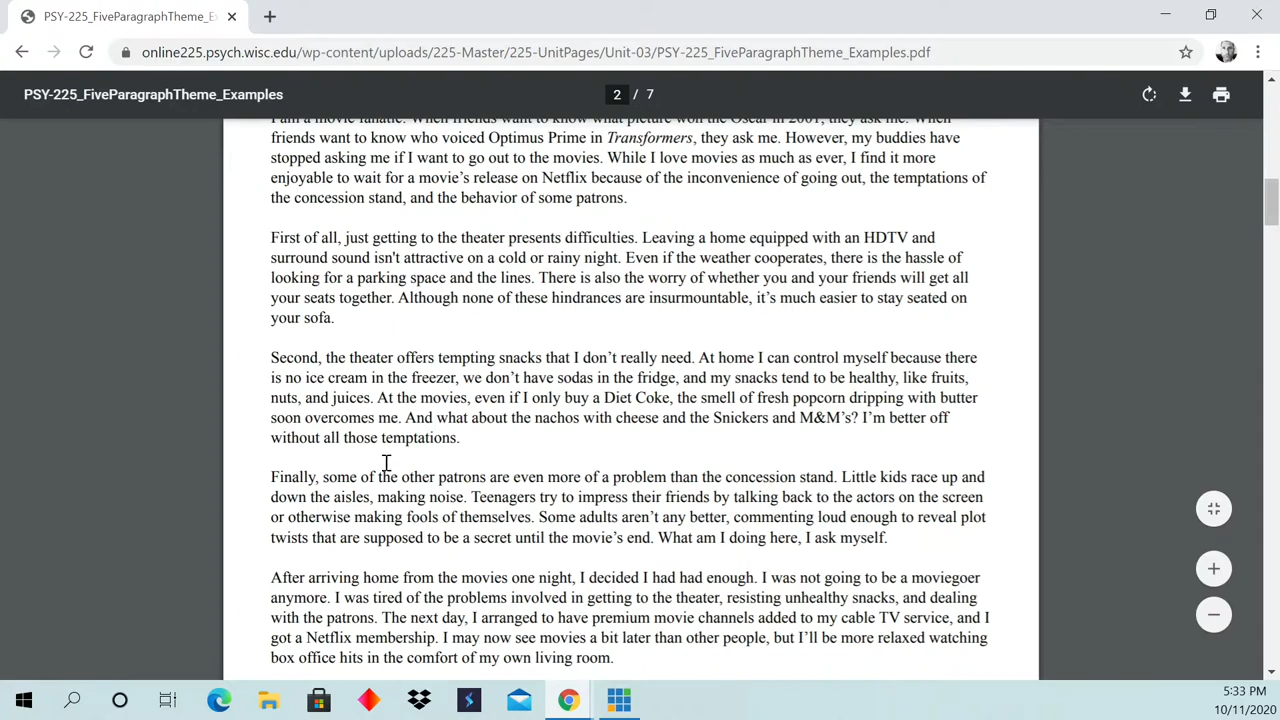 PSY-225_FiveParagraphTheme_E
online225.psych.wisc.edu/wp-content/uploads/225-Master/225-UnitPages/Unit-03/PSY-225_FiveParagraphTheme_Examples.pdf
PSY-225_FiveParagraphTheme_Examples
2 / 7
I am a movie fanatic. When friends want to know what picture won the Oscar in 2001, they ask me. When
friends want to know who voiced Optimus Prime in Transformers, they ask me. However, my buddies have
stopped asking me if I want to go out to the movies. While I love movies as much as ever, I find it more
enjoyable to wait for a movie’s release on Netflix because of the inconvenience of going out, the temptations of
the concession stand, and the behavior of some patrons.
First of all, just getting to the theater presents difficulties. Leaving a home equipped with an HDTV and
surround sound isn't attractive on a cold or rainy night. Even if the weather cooperates, there is the hassle of
looking for a parking space and the lines. There is also the worry of whether you and your friends will get all
your seats together. Although none of these hindrances are insurmountable, it’s much easier to stay seated on
your sofa.
Second, the theater offers tempting snacks that I don’t really need. At home I can control myself because there
is no ice cream in the freezer, we don’t have sodas in the fridge, and my snacks tend to be healthy, like fruits,
nuts, and juices. At the movies, even if I only buy a Diet Coke, the smell of fresh popcorn dripping with butter
soon overcomes me. And what about the nachos with cheese and the Snickers and M&M’s? I’m better off
without all those temptations.
Finally, some of the other patrons are even more of a problem than the concession stand. Little kids race up and
down the aisles, making noise. Teenagers try to impress their friends by talking back to the actors on the screen
or otherwise making fools of themselves. Some adults aren’t any better, commenting loud enough to reveal plot
twists that are supposed to be a secret until the movie’s end. What am I doing here, I ask myself.
After arriving home from the movies one night, I decided I had had enough. I was not going to be a moviegoer
anymore. I was tired of the problems involved in getting to the theater, resisting unhealthy snacks, and dealing
with the patrons. The next day, I arranged to have premium movie channels added to my cable TV service, and I
got a Netflix membership. I may now see movies a bit later than other people, but I’ll be more relaxed watching
box office hits in the comfort of my own living room.
5:33 PM
10/11/2020